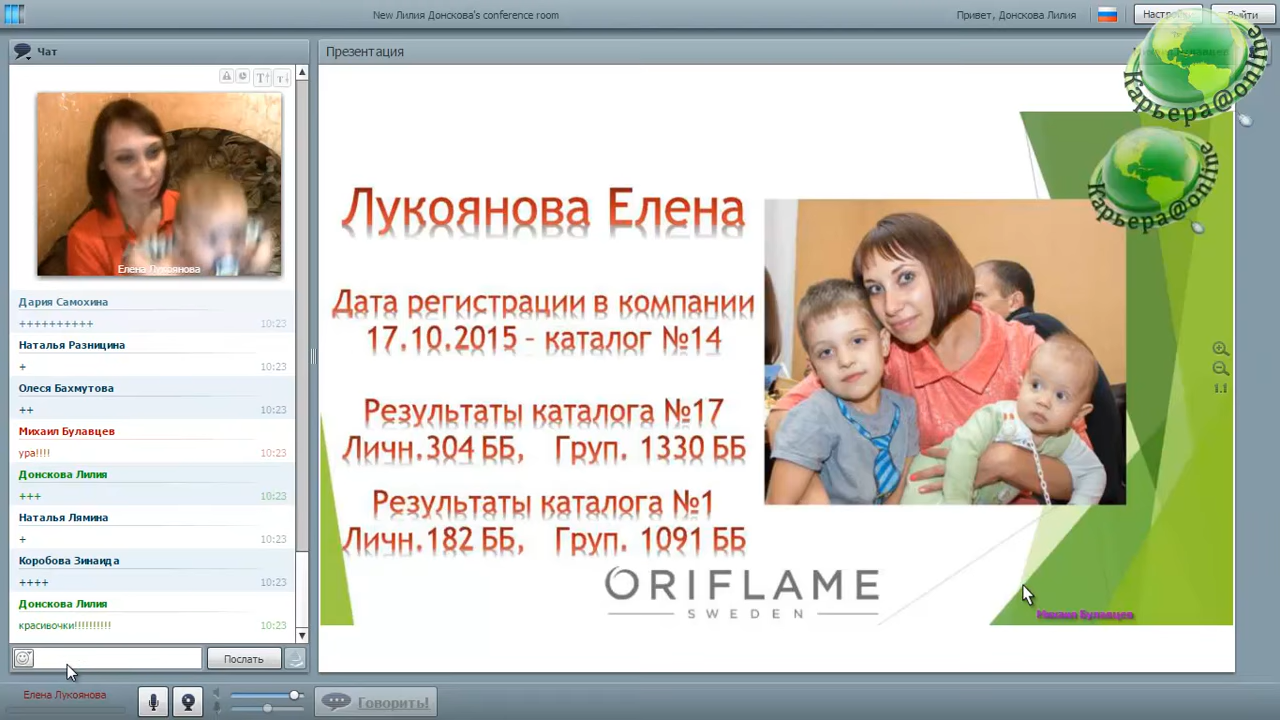 New Лилия Донскова's conference room
Привет, Донскова Лилия
Выйти
Чат
Презентация
Елена Лукоянова
Дария Самохина
++++++++++ 10:23
Наталья Разницина
+ 10:23
Олеся Бахмутова
++ 10:23
Михаил Булавцев
ура!!!! 10:23
Донскова Лилия
+++ 10:23
Наталья Лямина
+ 10:23
Коробова Зинаида
++++ 10:23
Донскова Лилия
красивочки!!!!!!!!!! 10:23
Послать
Елена Лукоянова
Говорить!
Лукоянова Елена
Дата регистрации в компании
17.10.2015 – каталог №14
Результаты каталога №17
Личн.304 ББ, Груп. 1330 ББ
Результаты каталога №1
Личн.182 ББ, Груп. 1091 ББ
ORIFLAME
SWEDEN
Михаил Булавцев
Карьера@online
Карьера@online
1:1